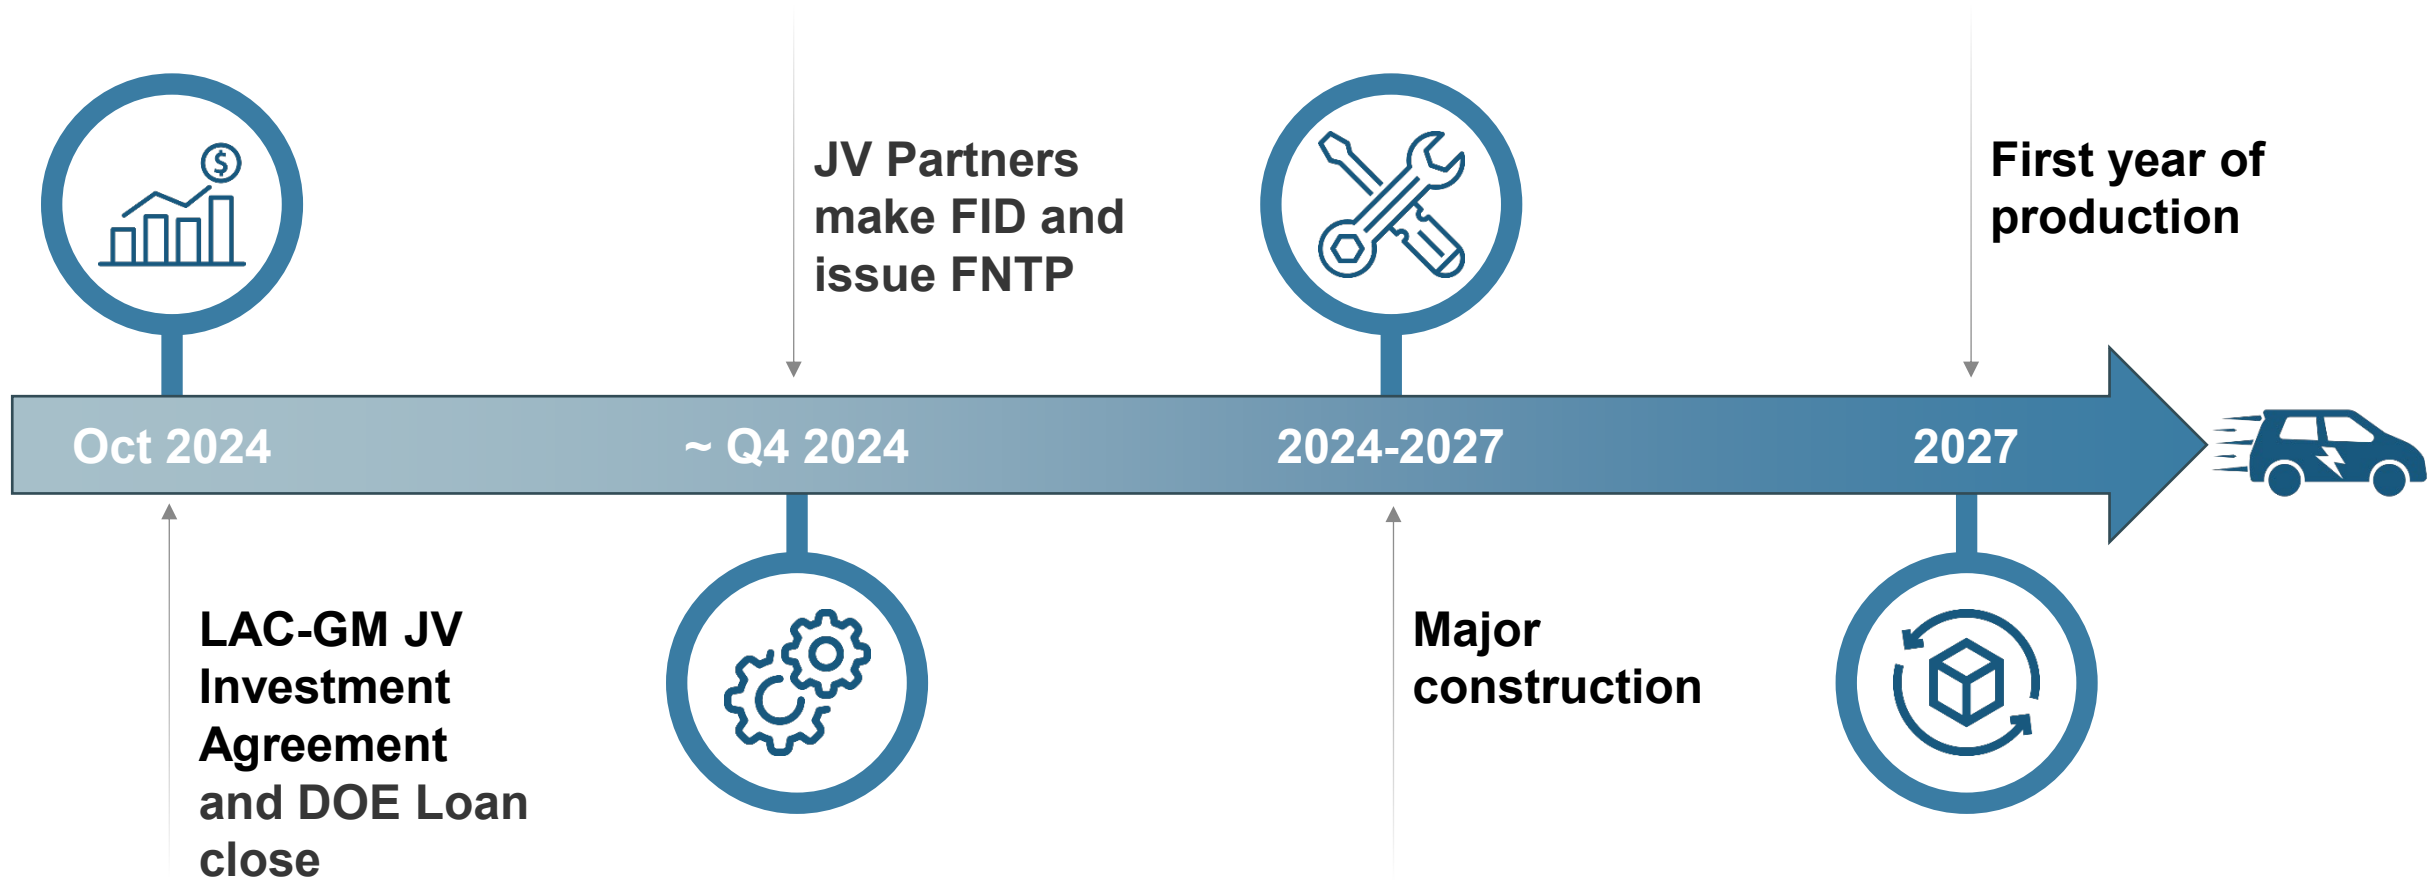 JV Partners
make FID and
issue FNTP
First year of
production
$
Oct 2024
~ Q4 2024
2024-2027
2027
LAC-GM JV
Investment
Agreement
and DOE Loan
close
Major
construction